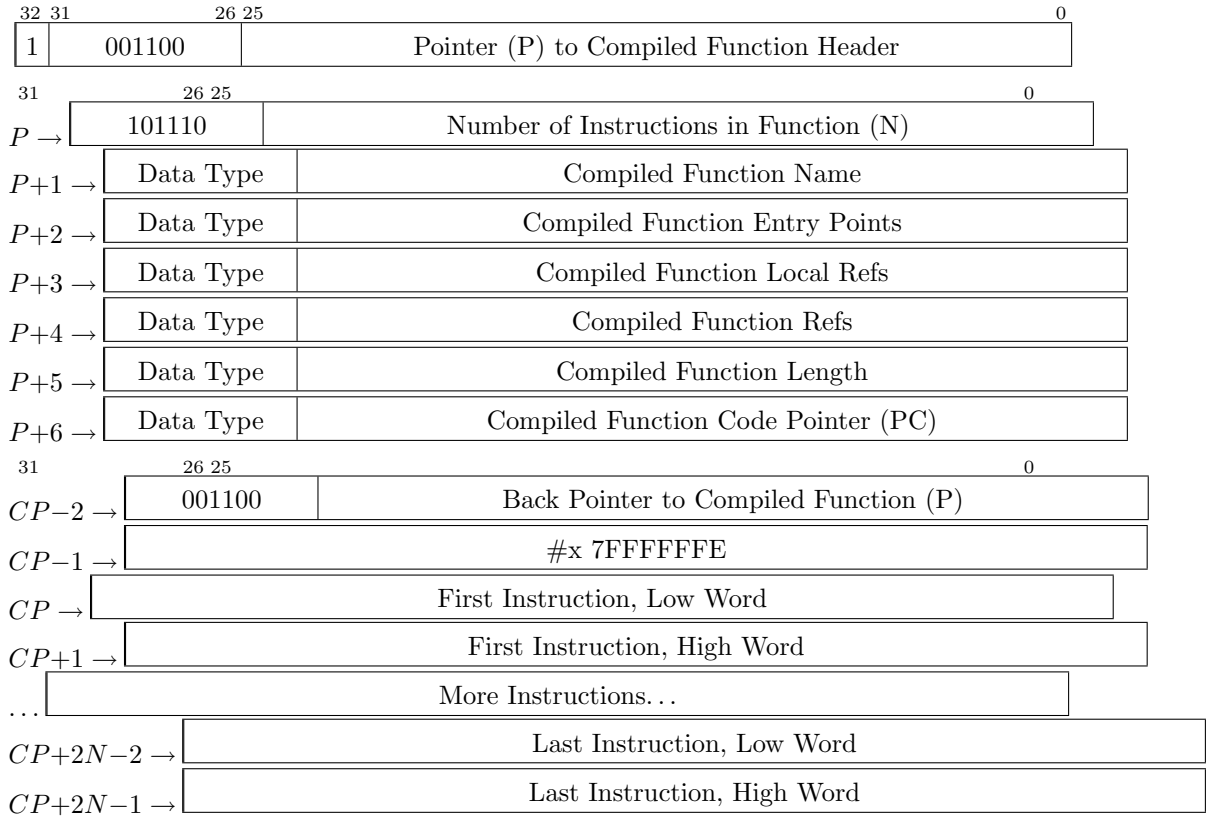 32 31 26 25 0
1 001100 Pointer (P) to Compiled Function Header
31 26 25 0
P → 101110 Number of Instructions in Function (N)
P+1 → Data Type Compiled Function Name
P+2 → Data Type Compiled Function Entry Points
P+3 → Data Type Compiled Function Local Refs
P+4 → Data Type Compiled Function Refs
P+5 → Data Type Compiled Function Length
P+6 → Data Type Compiled Function Code Pointer (PC)
31 26 25 0
CP−2 → 001100 Back Pointer to Compiled Function (P)
CP−1 → #x 7FFFFFFE
CP → First Instruction, Low Word
CP+1 → First Instruction, High Word
... More Instructions...
CP+2N−2 → Last Instruction, Low Word
CP+2N−1 → Last Instruction, High Word